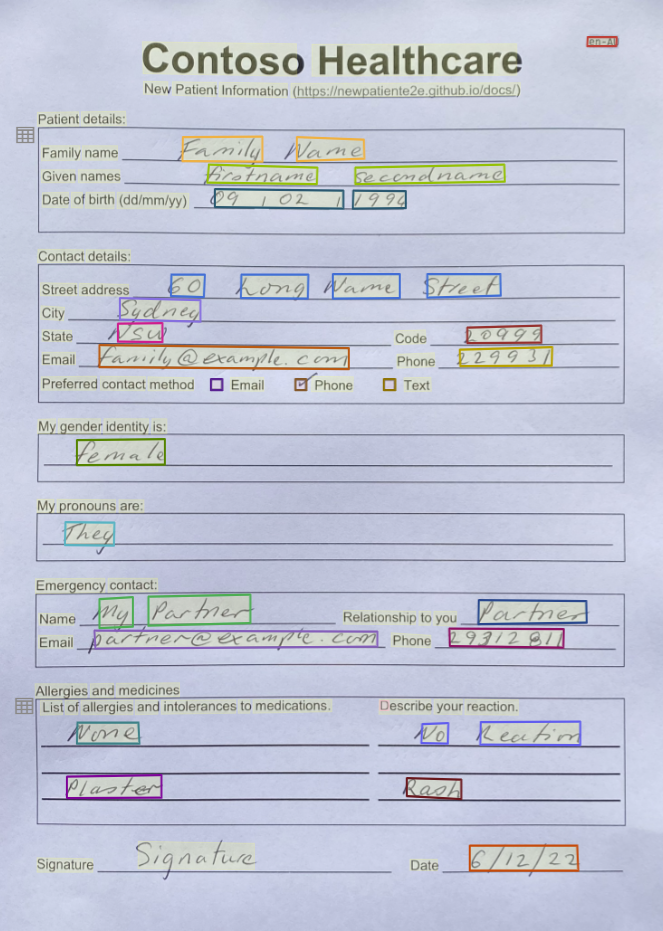 en-AU
Contoso Healthcare
New Patient Information (https://newpatiente2e.github.io/docs/)
Patient details:
Family name Family Name
Given names firstname secondname
Date of birth (dd/mm/yy) 09 / 02 / 1994
Contact details:
Street address 60 Long Name Street
City Sydney
State NSW Code 20999
Email family@example.com Phone 229931
Preferred contact method Email Phone Text
My gender identity is:
female
My pronouns are:
They
Emergency contact:
Name My Partner Relationship to you Partner
Email partner@example.com Phone 29312811
Allergies and medicines
List of allergies and intolerances to medications. Describe your reaction.
None No Reaction
Plaster Rash
Signature Signature Date 6/12/22